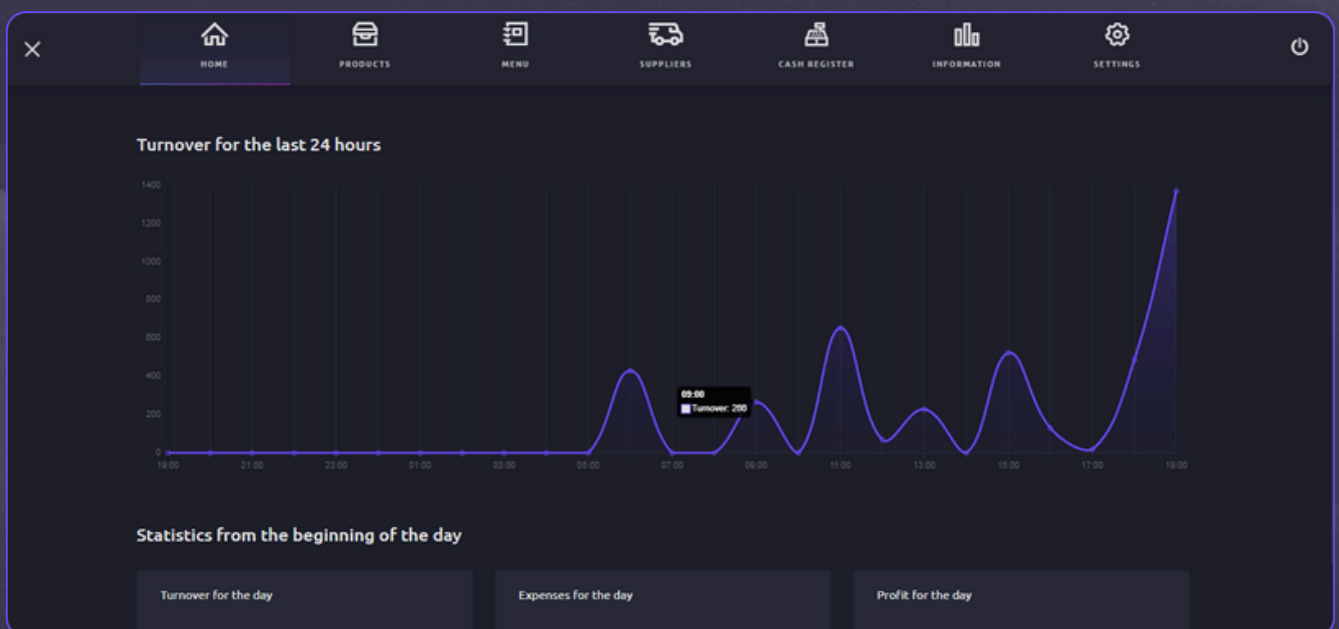 HOME
PRODUCTS
MENU
SUPPLIERS
CASH REGISTER
INFORMATION
SETTINGS
Turnover for the last 24 hours
1400
1200
1000
800
600
400
200
0
09:00
Turnover:
19:00 21:00 23:00 01:00 03:00 05:00 07:00 09:00 11:00 13:00 15:00 17:00 19:00
Statistics from the beginning of the day
Turnover for the day
Expenses for the day
Profit for the day